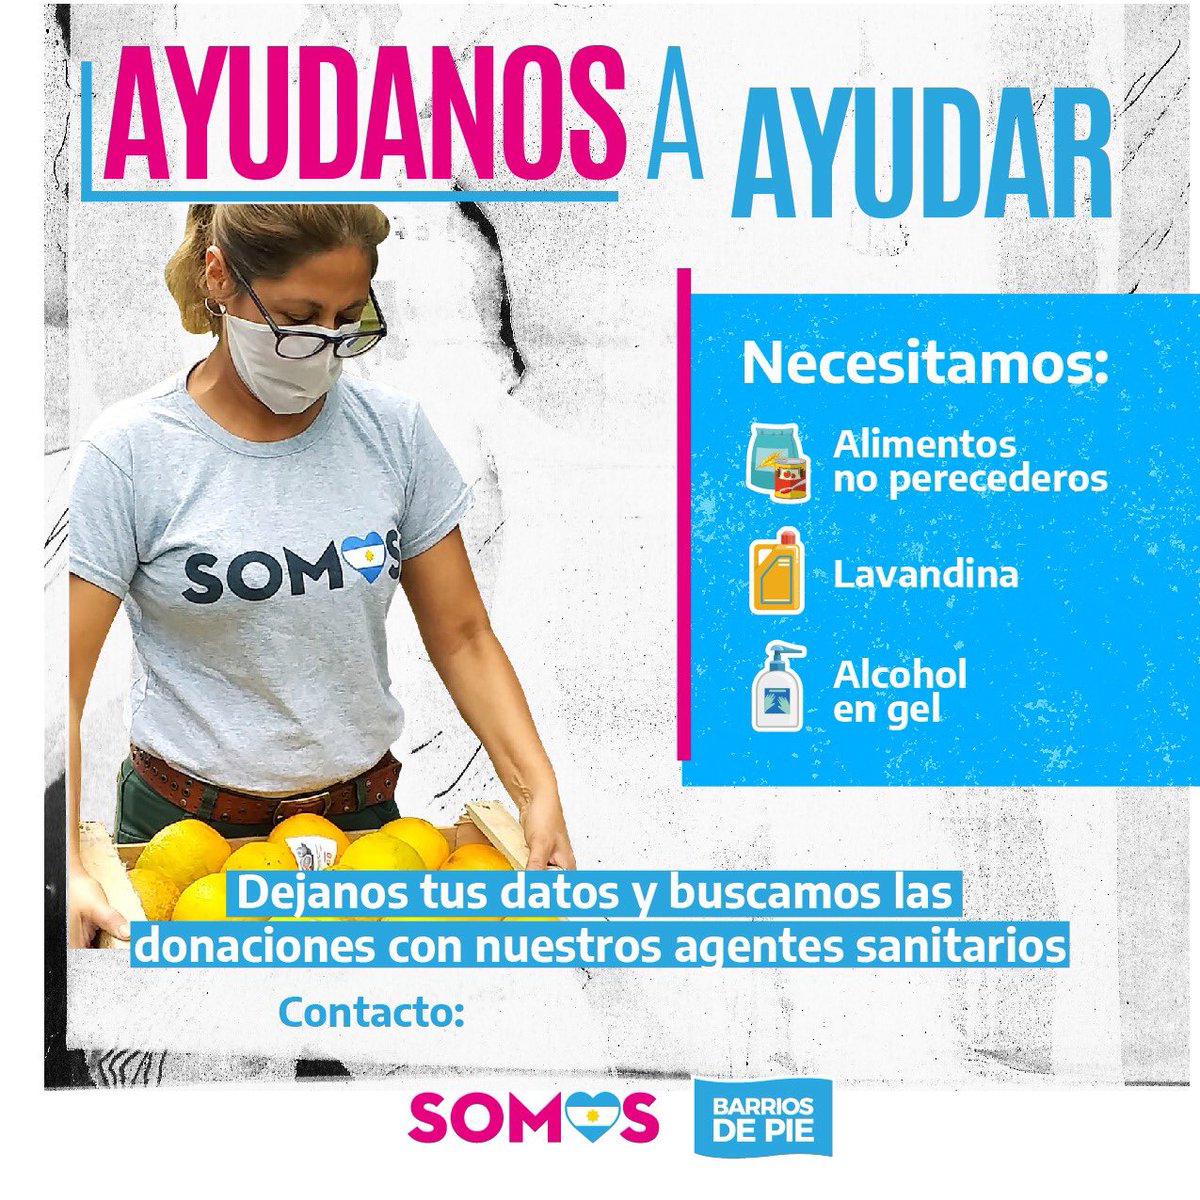 AYUDANOS A AYUDAR
Necesitamos:
Alimentos
no perecederos
Lavandina
Alcohol
en gel
SOMOS
Dejanos tus datos y buscamos las
donaciones con nuestros agentes sanitarios
Contacto:
SOMOS
BARRIOS
DE PIE